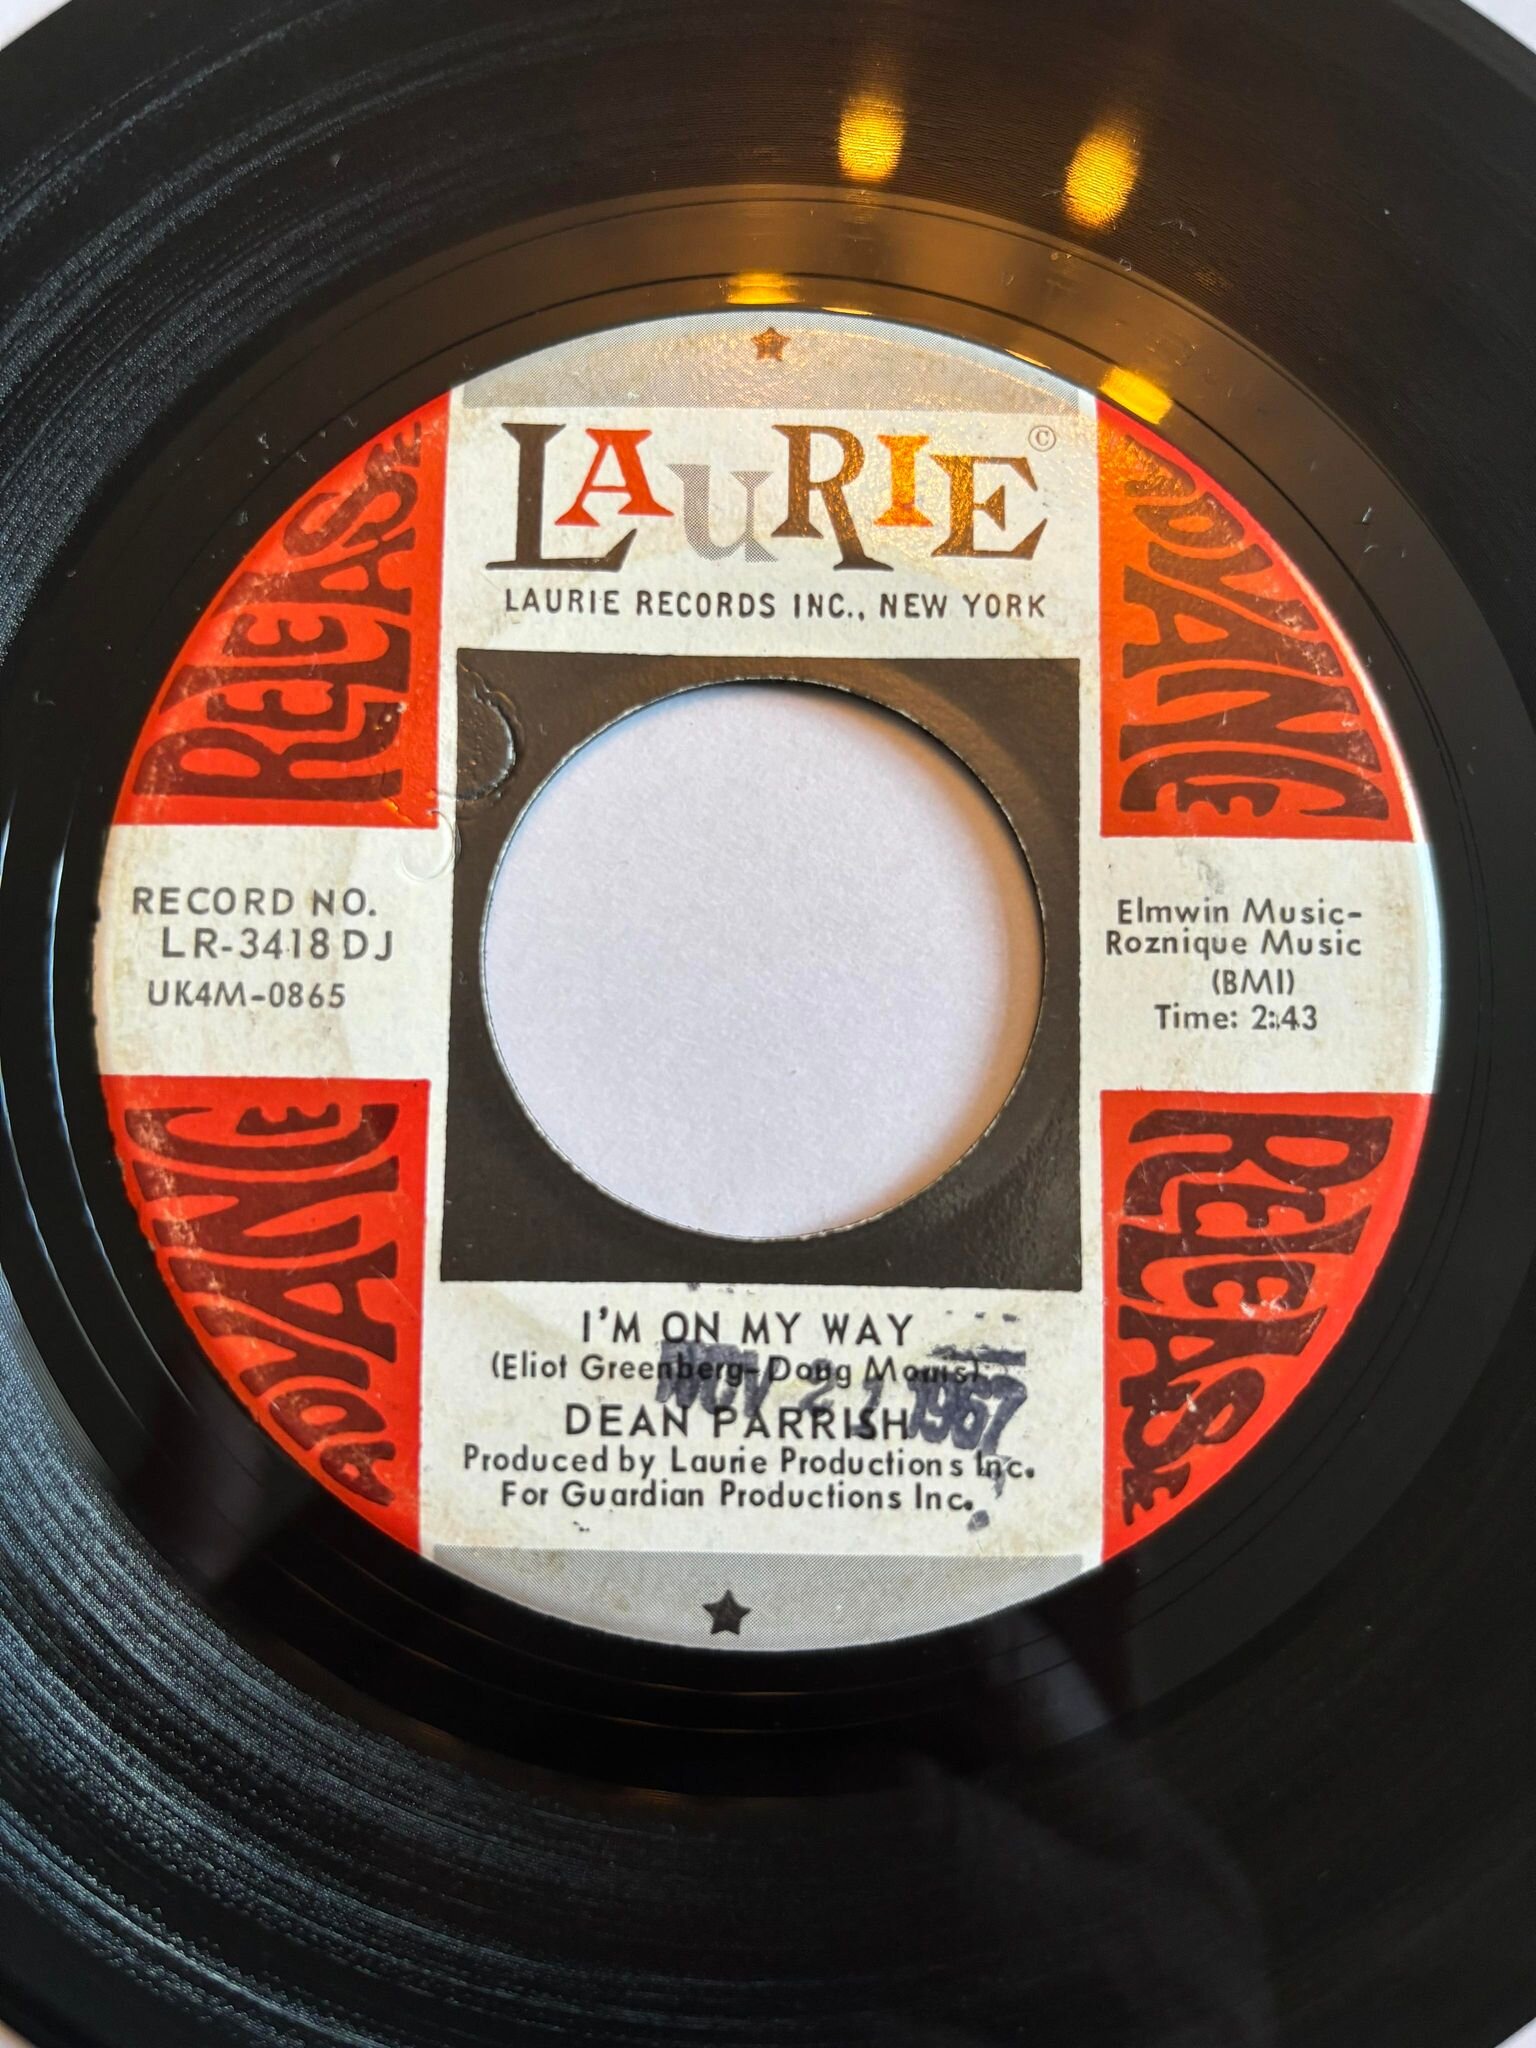 LAURIE ©
LAURIE RECORDS INC., NEW YORK
ADVANCE
RELEASE
RECORD NO.
LR-3418 DJ
UK4M-0865
Elmwin Music-
Roznique Music
(BMI)
Time: 2:43
ADVANCE
RELEASE
I'M ON MY WAY
(Eliot Greenberg-Doug Morris)
DEAN PARRISH
Produced by Laurie Productions Inc.
For Guardian Productions Inc.
NOV 1967